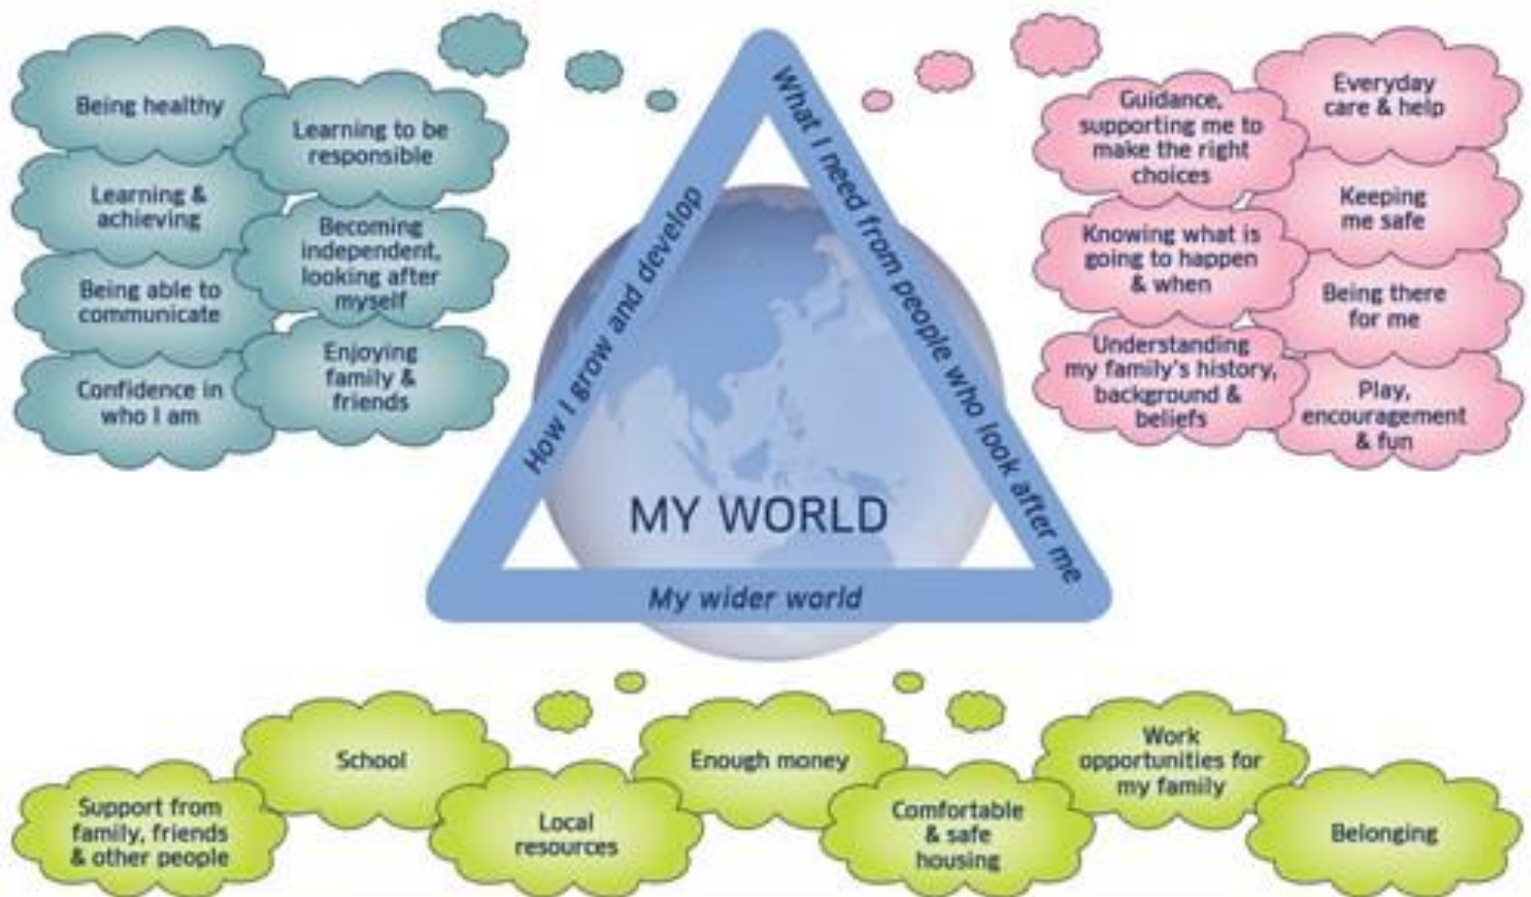 Being healthy
Learning to be
responsible
Learning &
achieving
Becoming
independent,
looking after
myself
Being able to
communicate
Enjoying
family &
friends
Confidence in
who I am
How I grow and develop
What I need from people who look after me
MY WORLD
My wider world
Guidance,
supporting me to
make the right
choices
Everyday
care & help
Keeping
me safe
Knowing what is
going to happen
& when
Being there
for me
Understanding
my family's history,
background &
beliefs
Play,
encouragement
& fun
Support from
family, friends
& other people
School
Local
resources
Enough money
Comfortable
& safe
housing
Work
opportunities for
my family
Belonging